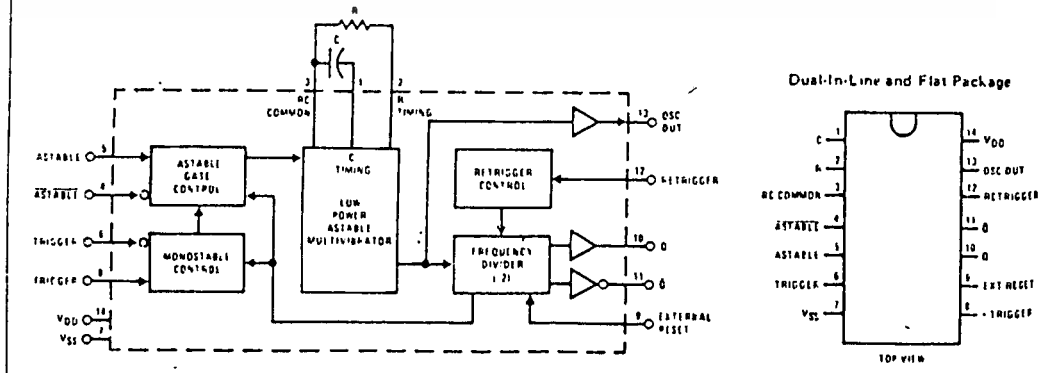 R
C
3
1
2
RC
COMMON
R
TIMING
13
OSC
OUT
ASTABLE
5
ASTABLE
GATE
CONTROL
ASTABLE
4
C
TIMING
LOW
POWER
ASTABLE
MULTIVIBRATOR
RETRIGGER
CONTROL
12
RETRIGGER
TRIGGER
6
MONOSTABLE
CONTROL
TRIGGER
8
FREQUENCY
DIVIDER
10
Q
11
Q̅
9
EXTERNAL
RESET
VDD
14
VSS
7
Dual-In-Line and Flat Package
1
C
2
R
3
RC COMMON
4
ASTABLE
5
ASTABLE
6
TRIGGER
7
VSS
14
VDD
13
OSC OUT
12
RETRIGGER
11
Q̅
10
Q
9
EXT RESET
8
TRIGGER
TOP VIEW